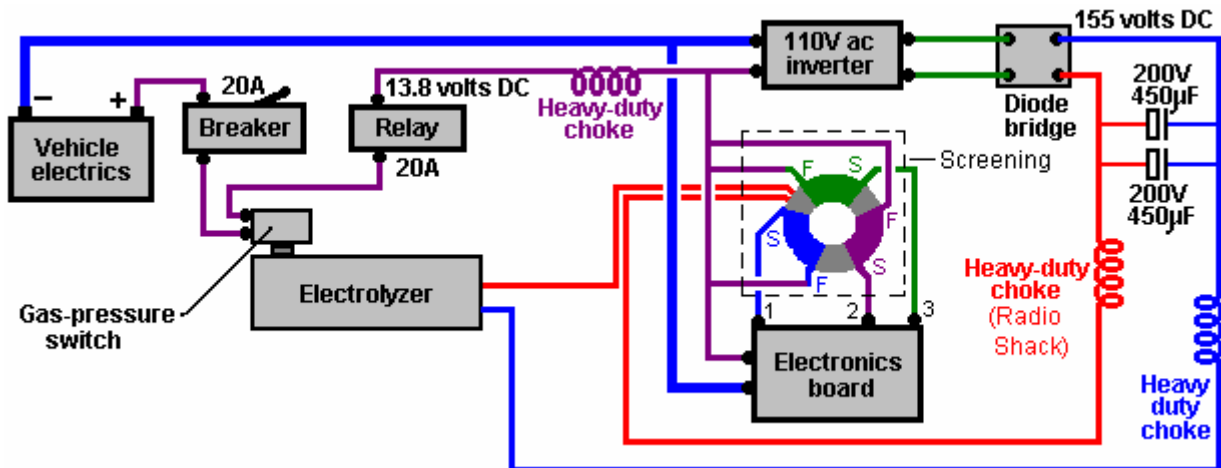 155 volts DC
110V ac
inverter
Diode
bridge
200V
450µF
200V
450µF
–
+
20A
Breaker
13.8 volts DC
Relay
20A
Heavy-duty
choke
Vehicle
electrics
Screening
F
S
S
F
F
S
Gas-pressure
switch
Electrolyzer
1
2
3
Electronics
board
Heavy-duty
choke
(Radio
Shack)
Heavy
duty
choke